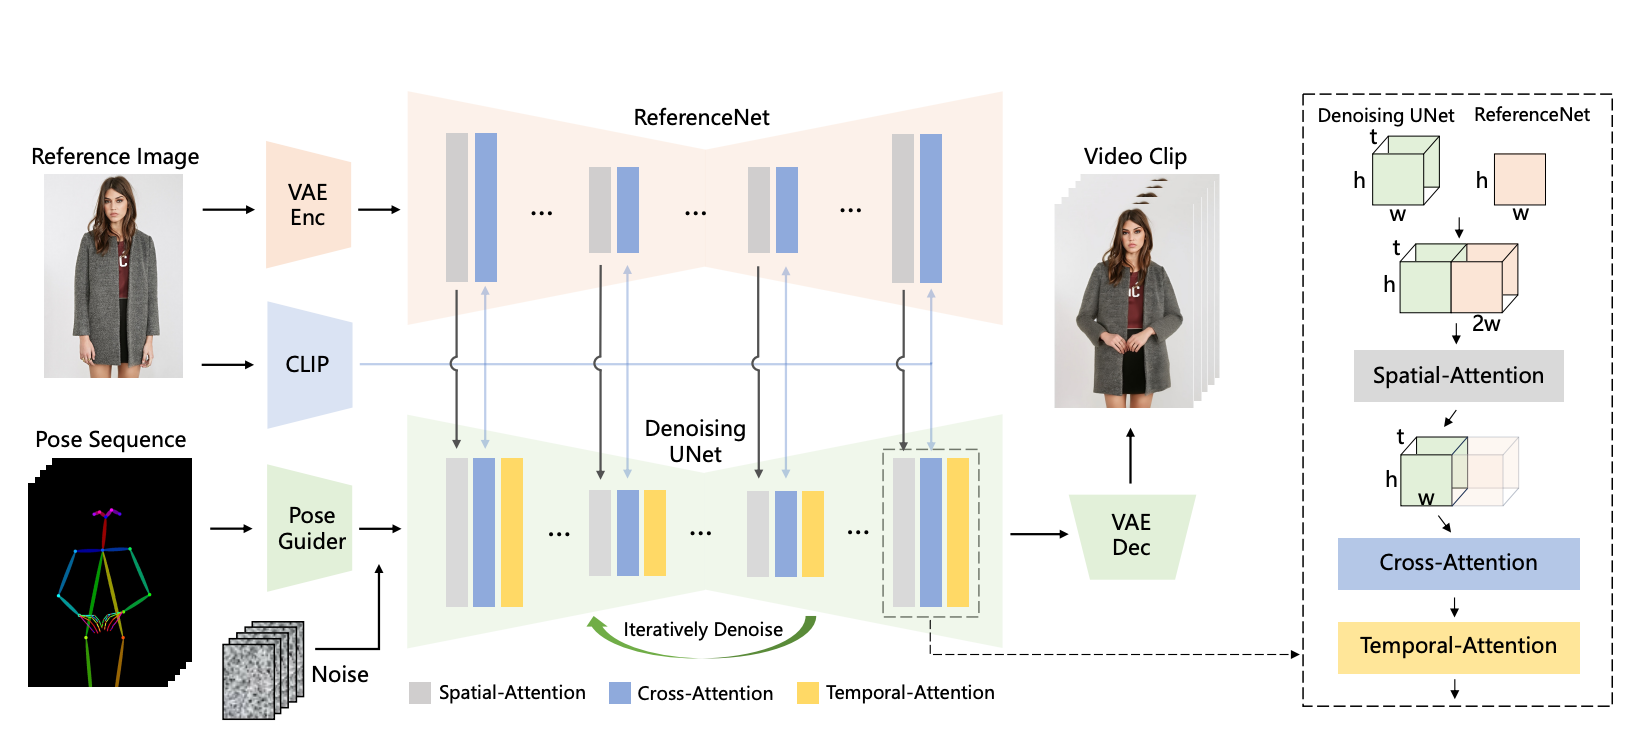 ReferenceNet
Reference Image
VAE
Enc
...
...
...
CLIP
Pose Sequence
Pose
Guider
Noise
Denoising
UNet
...
...
...
Iteratively Denoise
Spatial-Attention
Cross-Attention
Temporal-Attention
Video Clip
VAE
Dec
Denoising UNet
ReferenceNet
t
h
w
h
w
t
h
2w
Spatial-Attention
t
h
w
Cross-Attention
Temporal-Attention